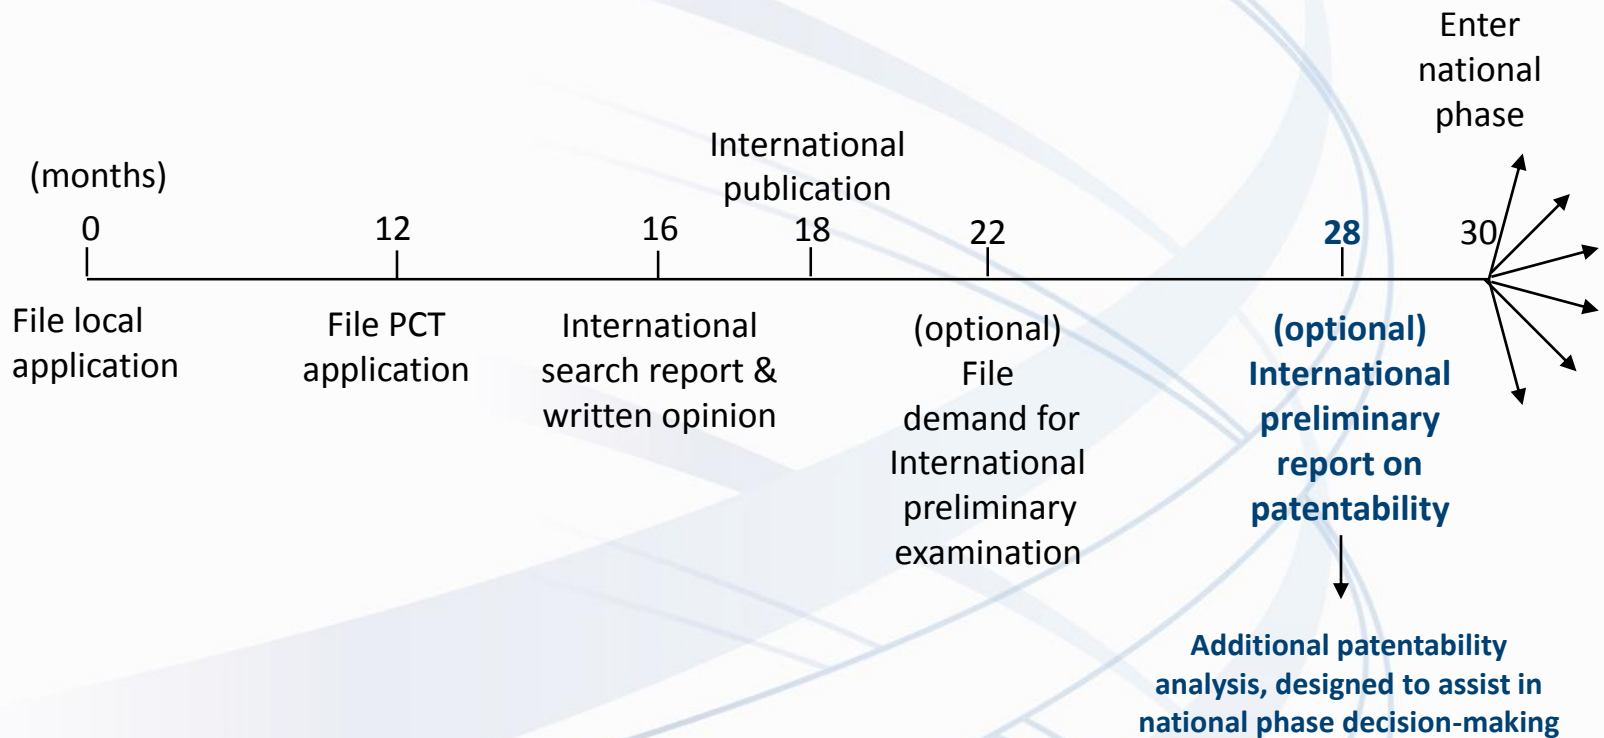 Enter
national
phase
International
publication
(months)
0 12 16 18 22 28 30
File local
application
File PCT
application
International
search report &
written opinion
(optional)
File
demand for
International
preliminary
examination
(optional)
International
preliminary
report on
patentability
Additional patentability
analysis, designed to assist in
national phase decision-making